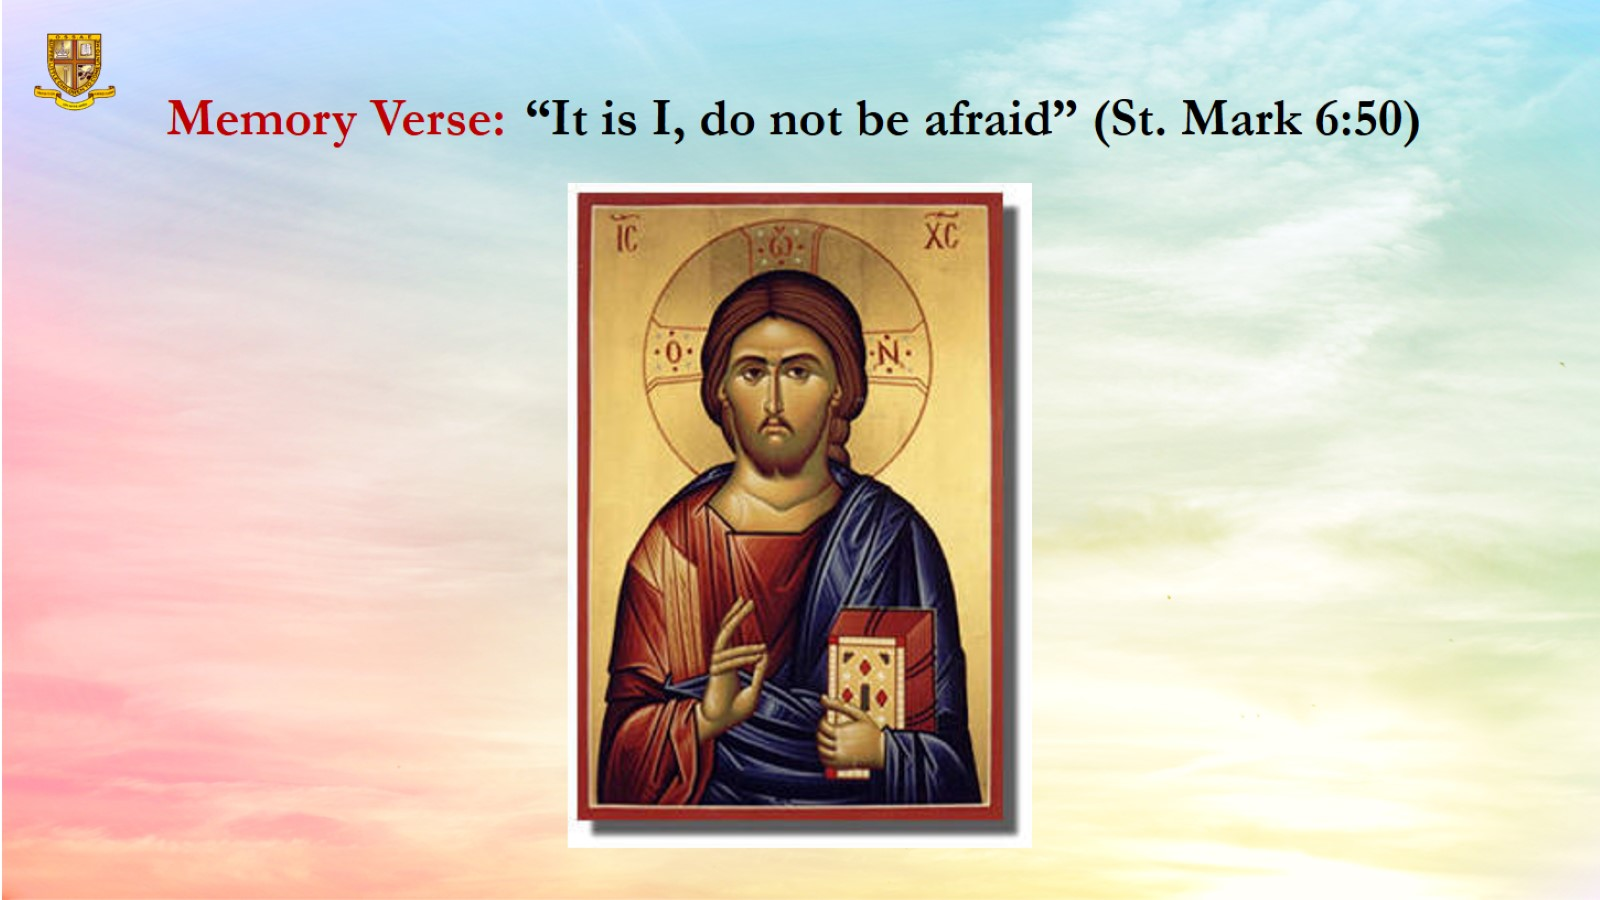 Memory Verse: “It is I, do not be afraid” (St. Mark 6:50)
IC XC
ὤ
Ο Ν